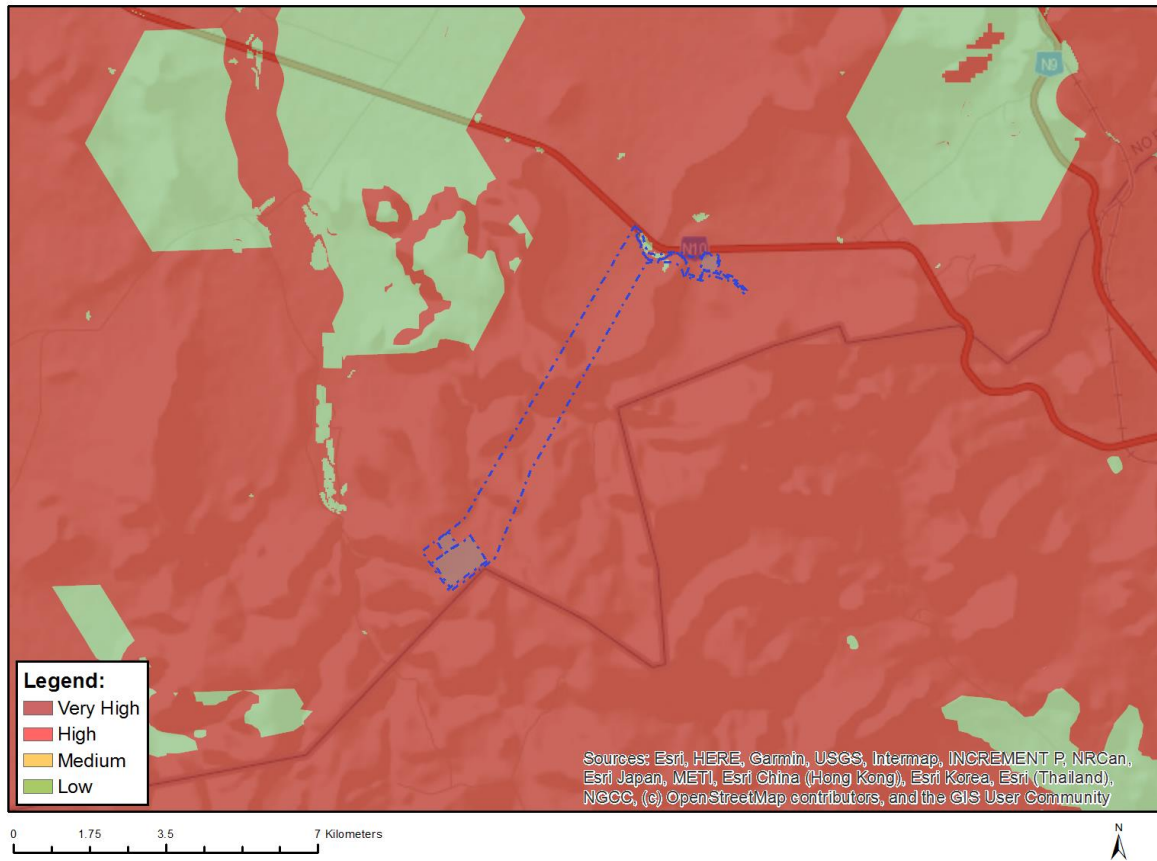 N9
NO
N10
Legend:
Very High
High
Medium
Low
Sources: Esri, HERE, Garmin, USGS, Intermap, INCREMENT P, NRCan,
Esri Japan, METI, Esri China (Hong Kong), Esri Korea, Esri (Thailand),
NGCC, (c) OpenStreetMap contributors, and the GIS User Community
0 1.75 3.5 7 Kilometers
N